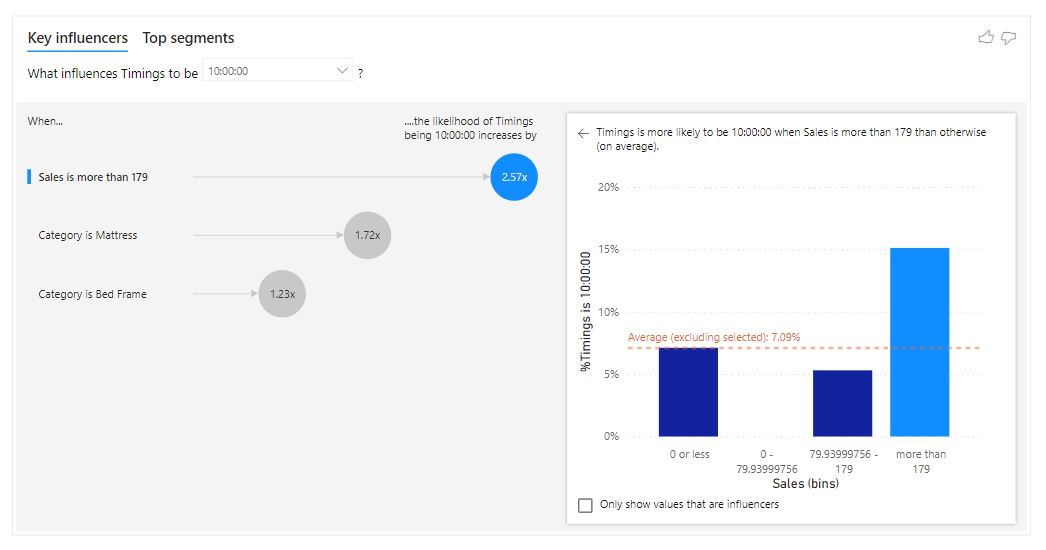 Key influencers Top segments
What influences Timings to be 10:00:00 ?
When...
....the likelihood of Timings
being 10:00:00 increases by
Sales is more than 179
2.57x
Category is Mattress
1.72x
Category is Bed Frame
1.23x
Timings is more likely to be 10:00:00 when Sales is more than 179 than otherwise
(on average).
%Timings is 10:00:00
20%
15%
10%
5%
0%
Average (excluding selected): 7.09%
0 or less
0 -
79.93999756
79.93999756 -
179
more than
179
Sales (bins)
Only show values that are influencers